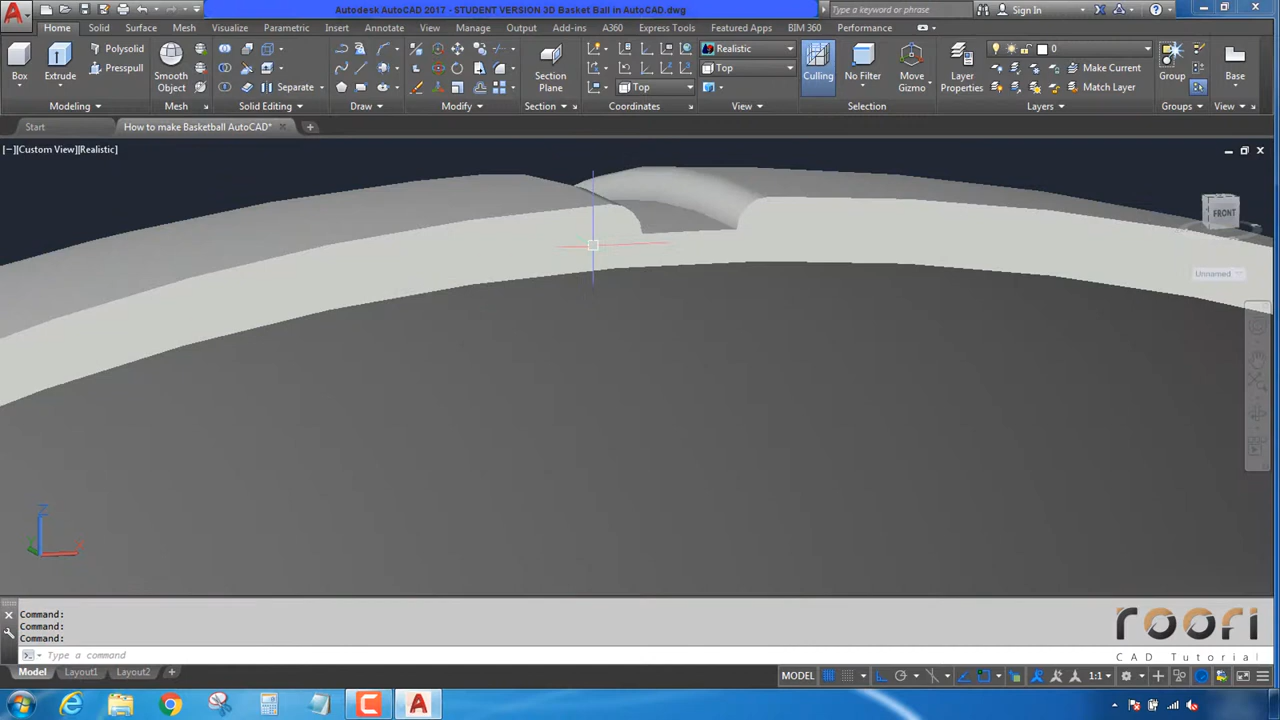 Autodesk AutoCAD 2017 - STUDENT VERSION 3D Basket Ball in AutoCAD.dwg
Type a keyword or phrase
Sign In
Home Solid Surface Mesh Visualize Parametric Insert Annotate View Manage Output Add-ins A360 Express Tools Featured Apps BIM 360 Performance
Polysolid
Presspull
Box
Extrude
Smooth
Object
Separate
Section
Plane
Realistic
Top
Top
Culling
No Filter
Move
Gizmo
Layer
Properties
0
Make Current
Match Layer
Group
Base
Modeling
Mesh
Solid Editing
Draw
Modify
Section
Coordinates
View
Selection
Layers
Groups
View
Start
How to make Basketball AutoCAD*
[−][Custom View][Realistic]
FRONT
Unnamed
Z
Command:
Command:
Command:
Type a command
roori
CAD Tutorial
Model
Layout1
Layout2
MODEL
1:1